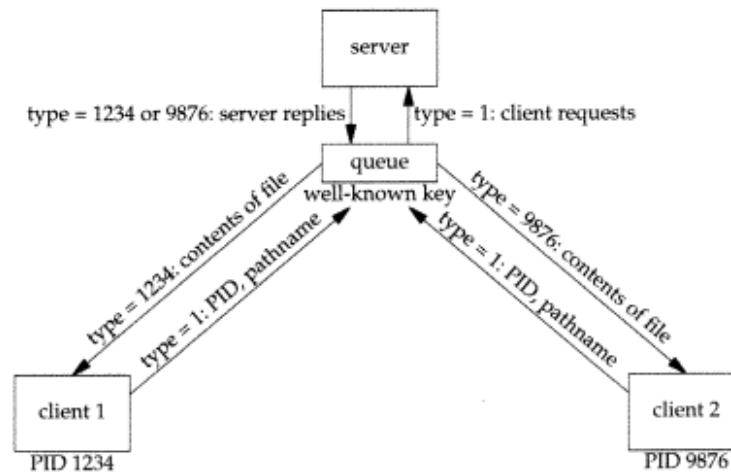 server
type = 1234 or 9876: server replies
type = 1: client requests
queue
well-known key
type = 1234: contents of file
type = 1: PID, pathname
type = 9876: contents of file
type = 1: PID, pathname
client 1
PID 1234
client 2
PID 9876